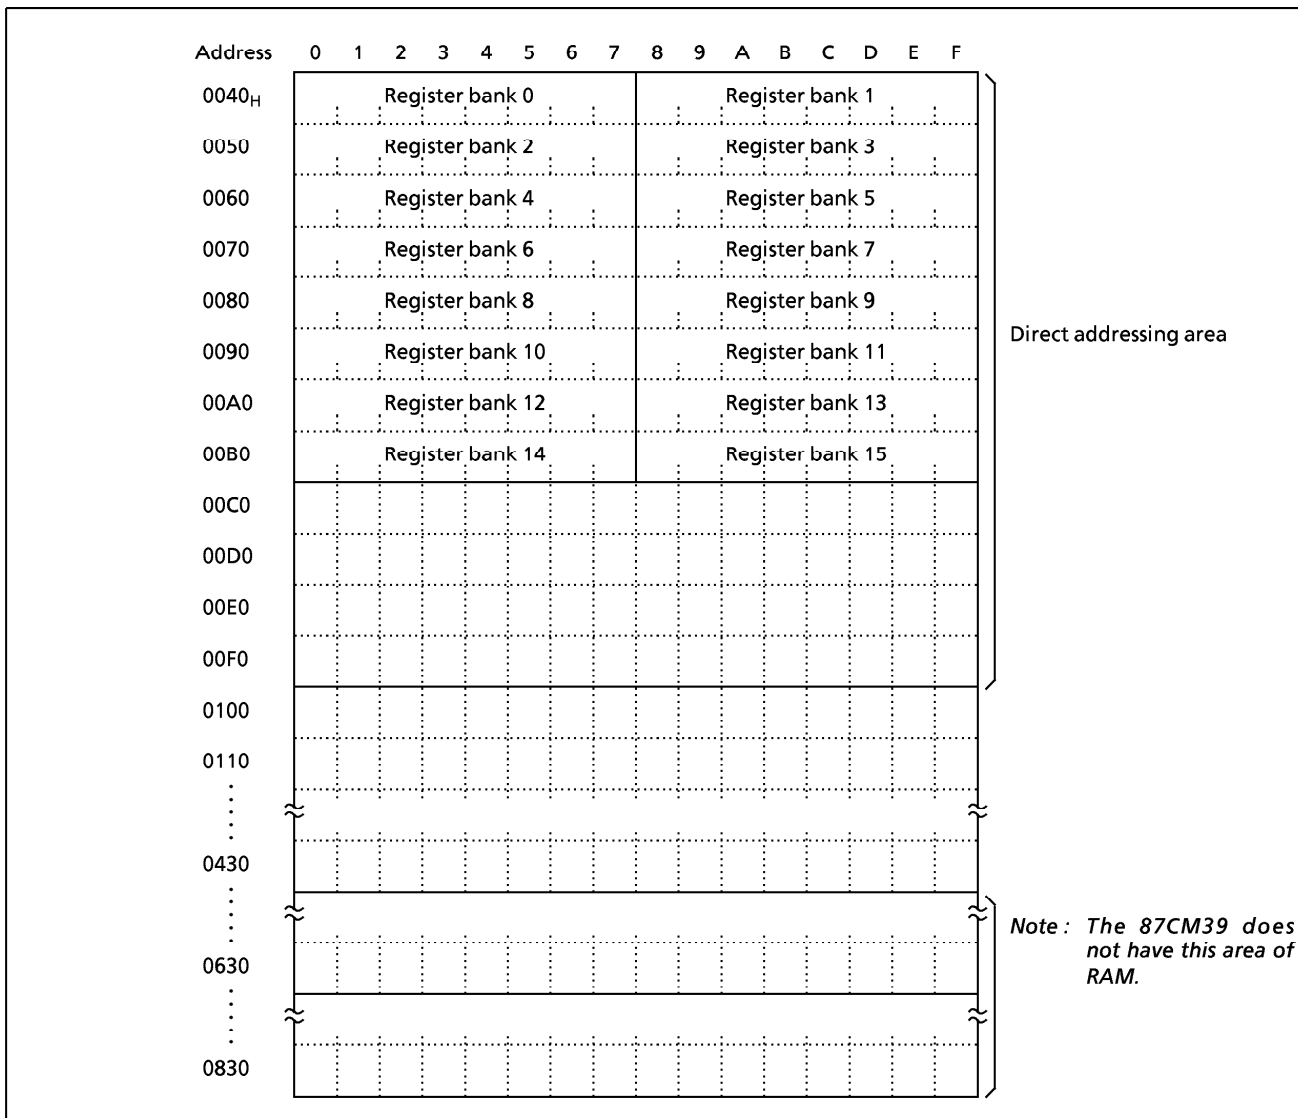 Address 0 1 2 3 4 5 6 7 8 9 A B C D E F
0040H Register bank 0 Register bank 1
0050 Register bank 2 Register bank 3
0060 Register bank 4 Register bank 5
0070 Register bank 6 Register bank 7
0080 Register bank 8 Register bank 9
0090 Register bank 10 Register bank 11
Direct addressing area
00A0 Register bank 12 Register bank 13
00B0 Register bank 14 Register bank 15
00C0
00D0
00E0
00F0
0100
0110
0430
Note : The 87CM39 does
not have this area of
RAM.
0630
0830